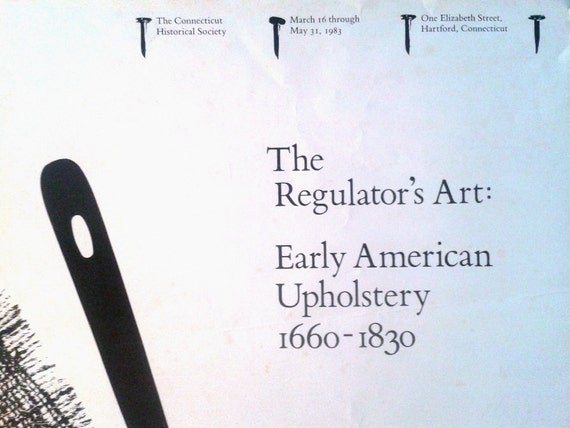 The Connecticut
Historical Society
March 16 through
May 31, 1983
One Elizabeth Street,
Hartford, Connecticut
The
Regulator's Art:
Early American
Upholstery
1660-1830